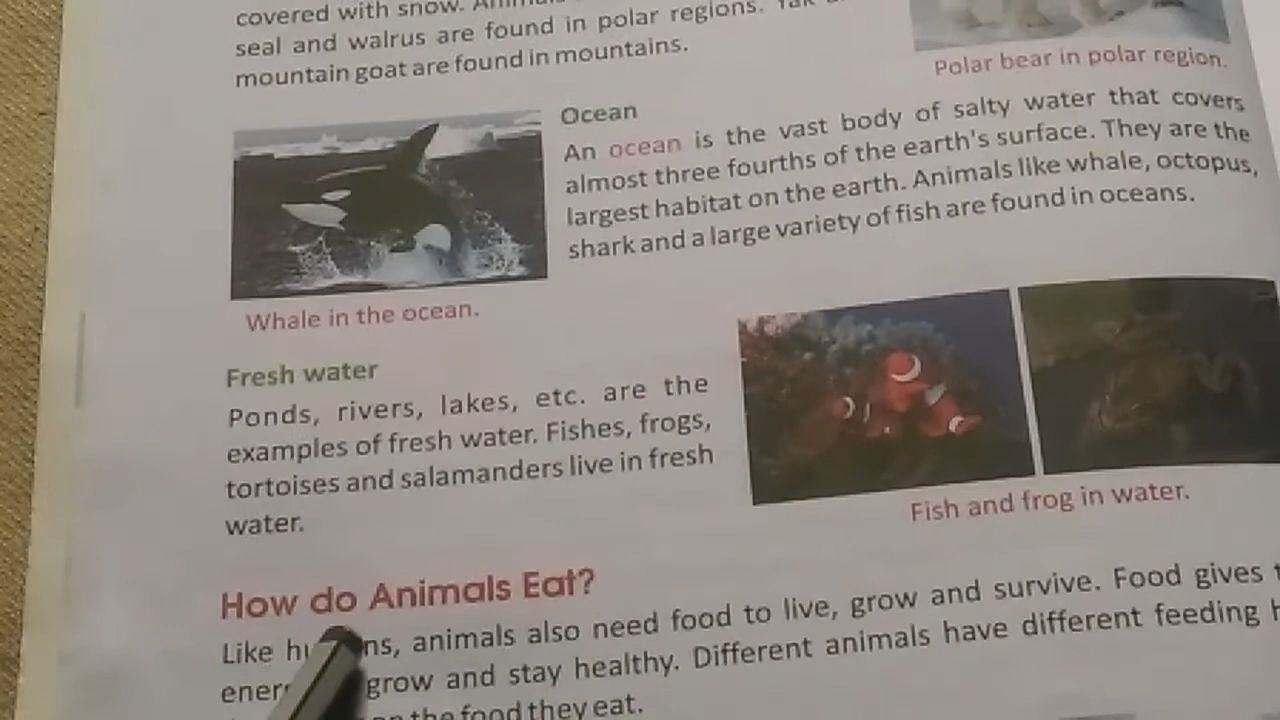 covered with snow.
seal and walrus are found in polar regions. Yak
mountain goat are found in mountains.
Polar bear in polar region.
Ocean
An ocean is the vast body of salty water that covers
almost three fourths of the earth's surface. They are the
largest habitat on the earth. Animals like whale, octopus,
shark and a large variety of fish are found in oceans.
Whale in the ocean.
Fresh water
Ponds, rivers, lakes, etc. are the
examples of fresh water. Fishes, frogs,
tortoises and salamanders live in fresh
water.
Fish and frog in water.
How do Animals Eat?
Like animals also need food to live, grow and survive. Food gives
grow and stay healthy. Different animals have different feeding
the food they eat.